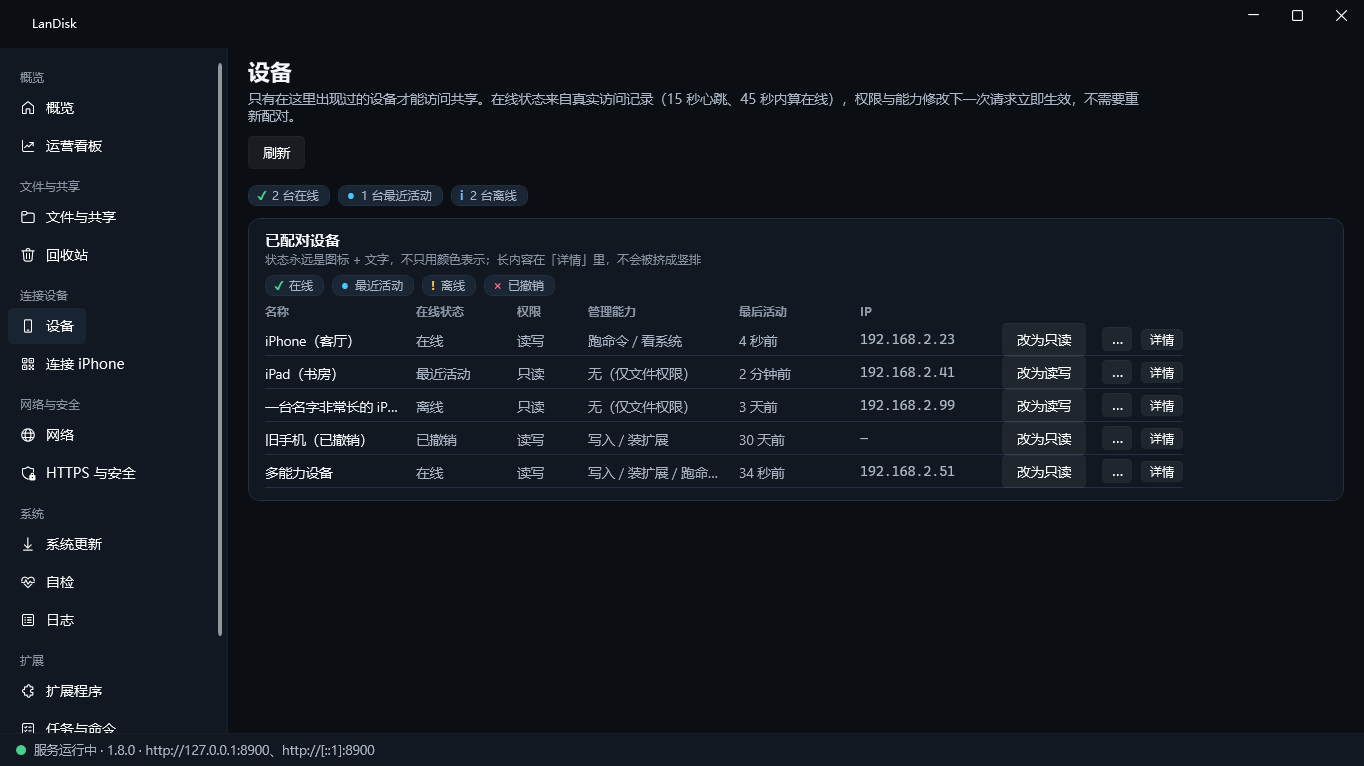 LanDisk
概览
概览
运营看板
文件与共享
文件与共享
回收站
连接设备
设备
连接 iPhone
网络与安全
网络
HTTPS 与安全
系统
系统更新
自检
日志
扩展
扩展程序
任务与命令
设备
只有在这里出现过的设备才能访问共享。在线状态来自真实访问记录（15 秒心跳、45 秒内算在线），权限与能力修改下一次请求立即生效，不需要重
新配对。
刷新
✓ 2 台在线 ● 1 台最近活动 i 2 台离线
已配对设备
状态永远是图标 + 文字，不只用颜色表示；长内容在「详情」里，不会被挤成竖排
✓ 在线 ● 最近活动 ! 离线 × 已撤销
名称 在线状态 权限 管理能力 最后活动 IP
iPhone（客厅） 在线 读写 跑命令 / 看系统 4 秒前 192.168.2.23 改为只读 ... 详情
iPad（书房） 最近活动 只读 无（仅文件权限） 2 分钟前 192.168.2.41 改为读写 ... 详情
一台名字非常长的 iP... 离线 只读 无（仅文件权限） 3 天前 192.168.2.99 改为读写 ... 详情
旧手机（已撤销） 已撤销 读写 写入 / 装扩展 30 天前 — 改为只读 ... 详情
多能力设备 在线 读写 写入 / 装扩展 / 跑命... 34 秒前 192.168.2.51 改为只读 ... 详情
服务运行中 · 1.8.0 · http://127.0.0.1:8900、http://[::1]:8900